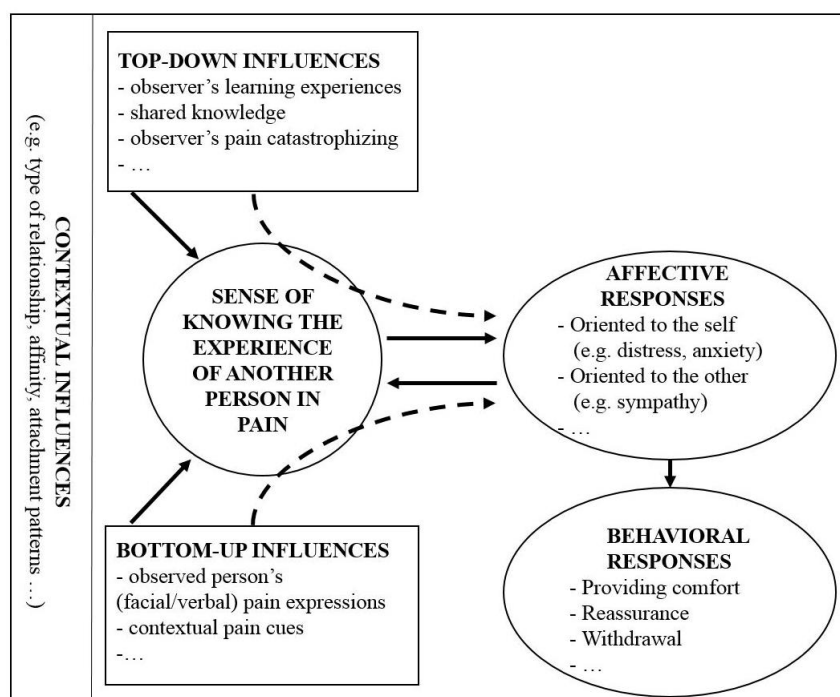 CONTEXTUAL INFLUENCES
(e.g. type of relationship, affinity, attachment patterns …)
TOP-DOWN INFLUENCES
- observer’s learning experiences
- shared knowledge
- observer’s pain catastrophizing
- …
SENSE OF
KNOWING THE
EXPERIENCE
OF ANOTHER
PERSON IN
PAIN
BOTTOM-UP INFLUENCES
- observed person’s
(facial/verbal) pain expressions
- contextual pain cues
-…
AFFECTIVE
RESPONSES
- Oriented to the self
(e.g. distress, anxiety)
- Oriented to the other
(e.g. sympathy)
- …
BEHAVIORAL
RESPONSES
- Providing comfort
- Reassurance
- Withdrawal
- …